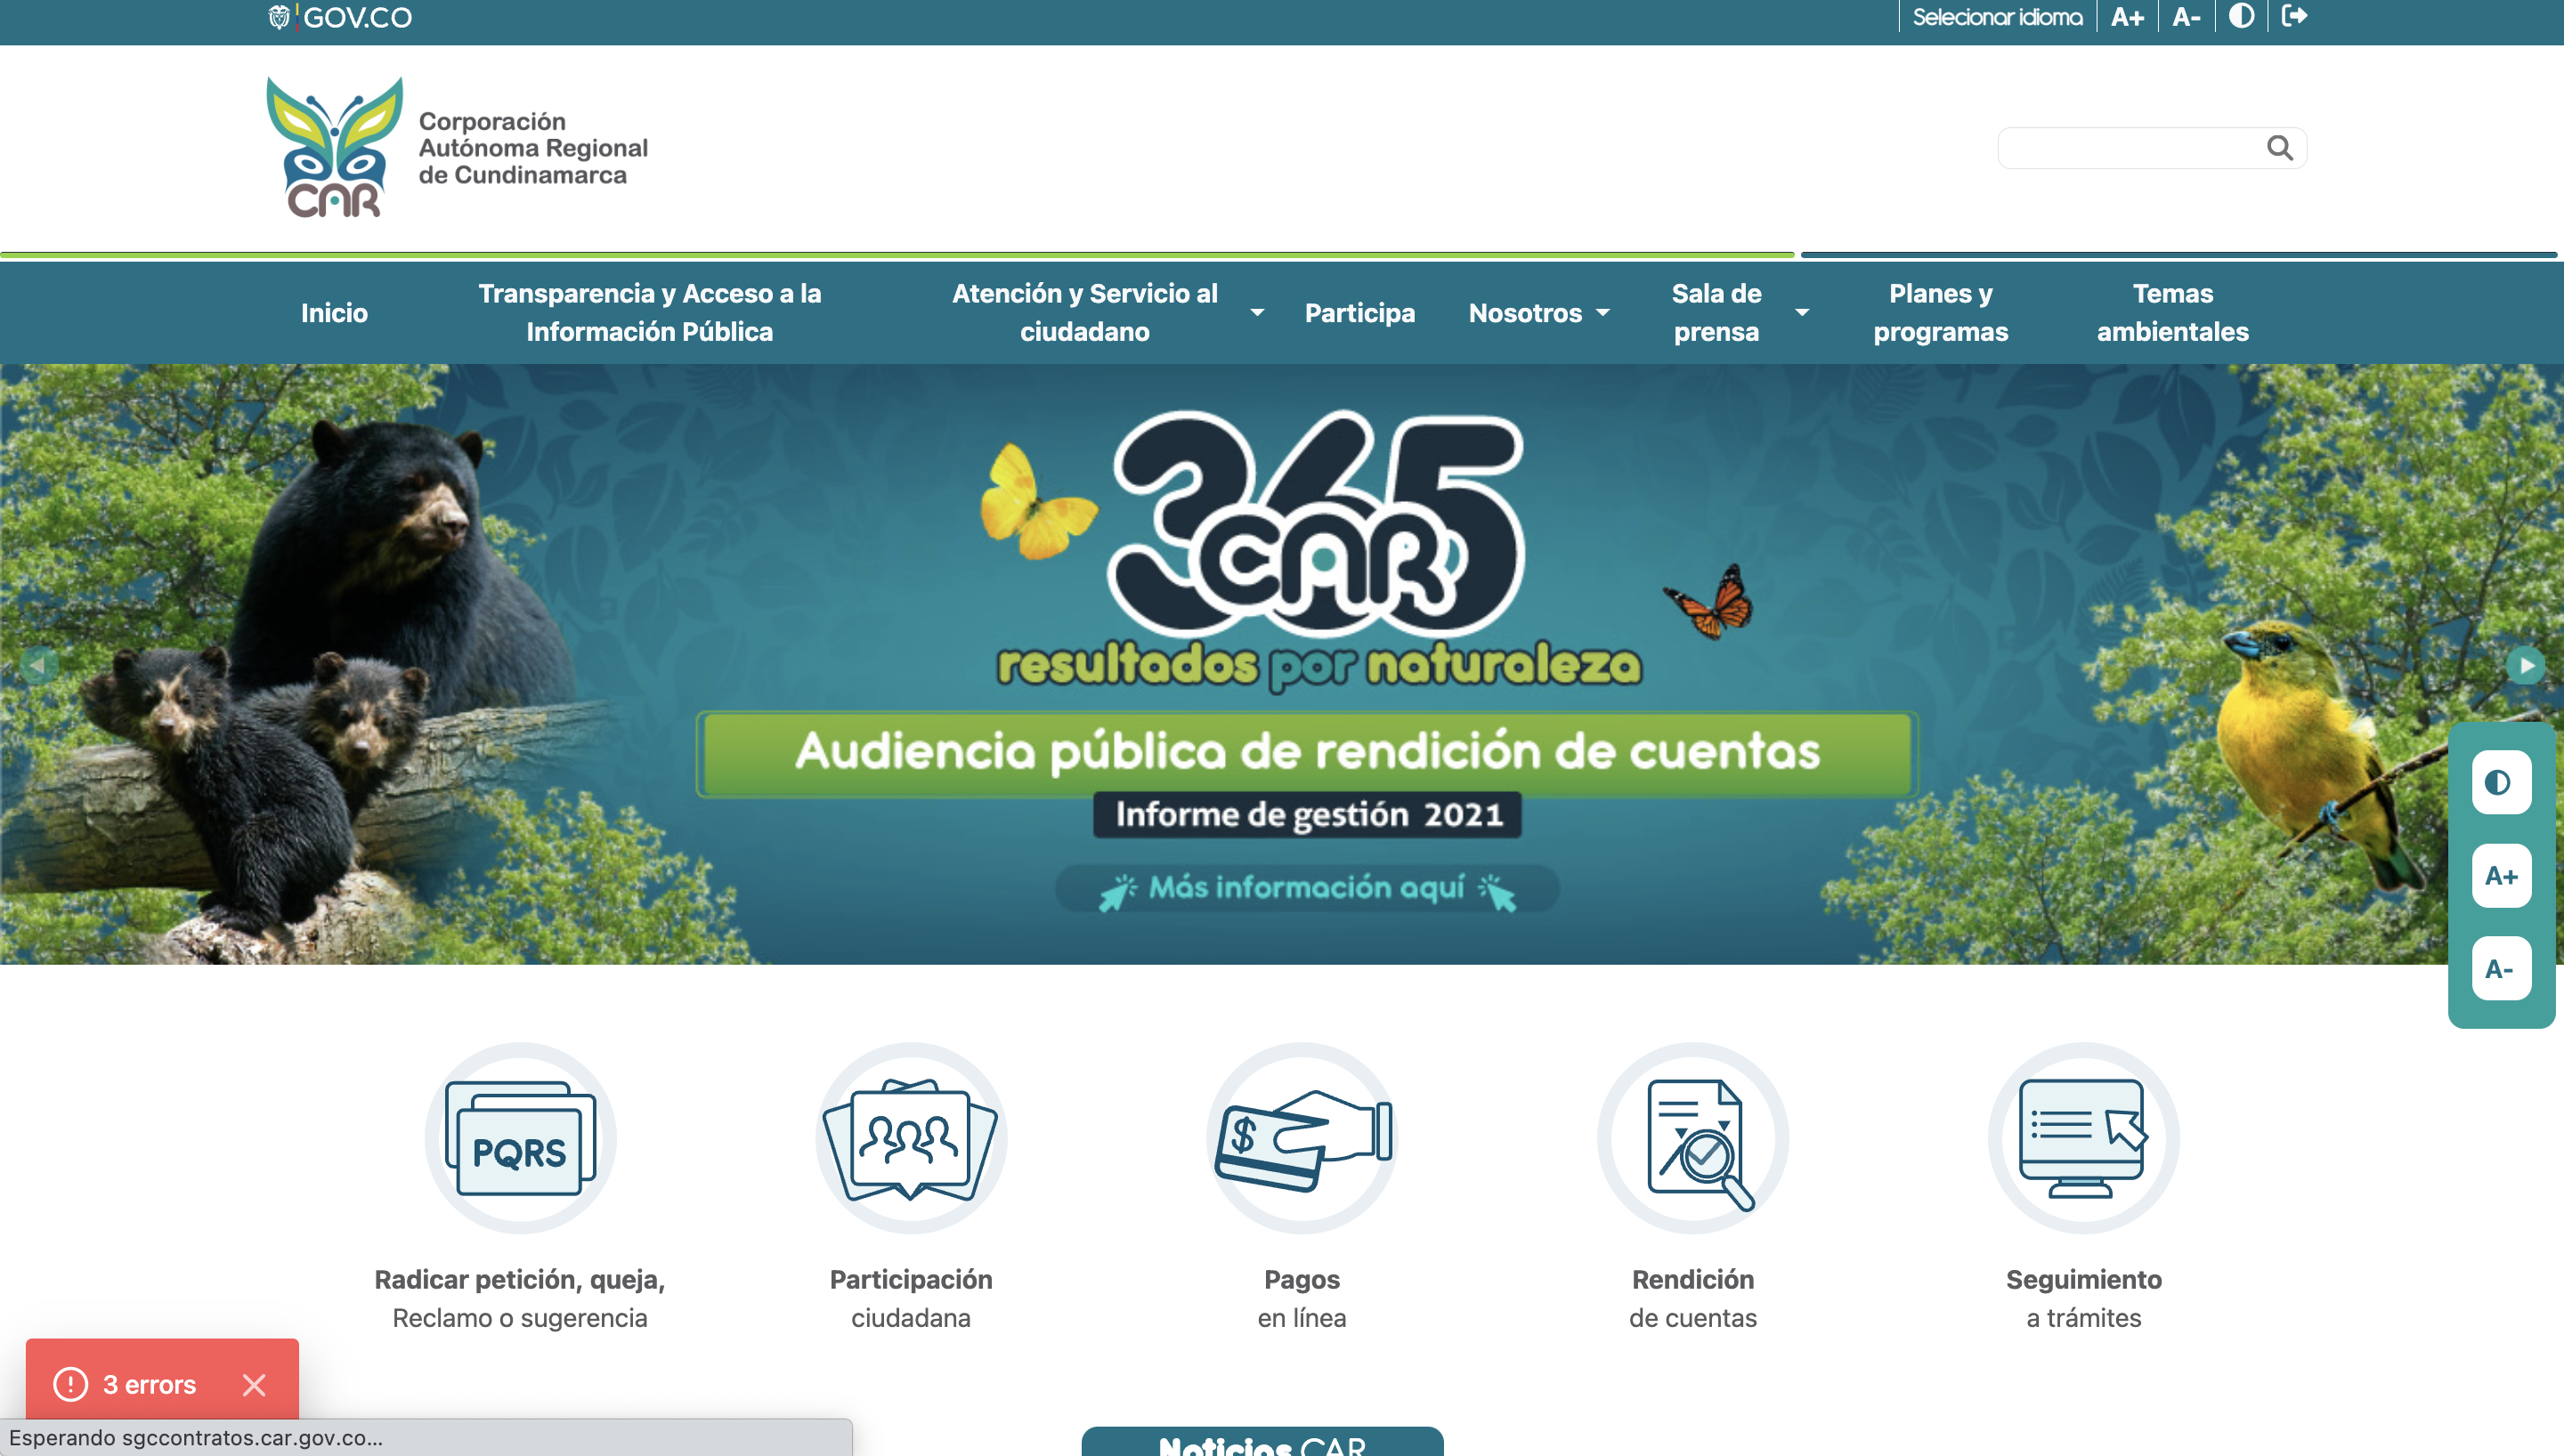 GOV.CO
Selecionar idioma
A+
A-
Corporación
Autónoma Regional
de Cundinamarca
CAR
Inicio
Transparencia y Acceso a la
Información Pública
Atención y Servicio al
ciudadano
Participa
Nosotros
Sala de
prensa
Planes y
programas
Temas
ambientales
365
CAR
resultados por naturaleza
Audiencia pública de rendición de cuentas
Informe de gestión 2021
Más información aquí
A+
A-
PQRS
$
Radicar petición, queja,
Reclamo o sugerencia
Participación
ciudadana
Pagos
en línea
Rendición
de cuentas
Seguimiento
a trámites
3 errors
Esperando sgccontratos.car.gov.co...
Noticias CAR